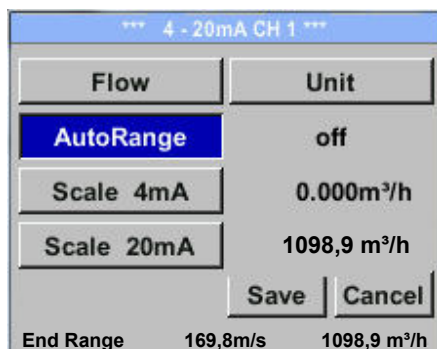 *** 4 - 20mA CH 1 ***
Flow Unit
AutoRange off
Scale 4mA 0.000m³/h
Scale 20mA 1098,9 m³/h
Save Cancel
End Range 169,8m/s 1098,9 m³/h